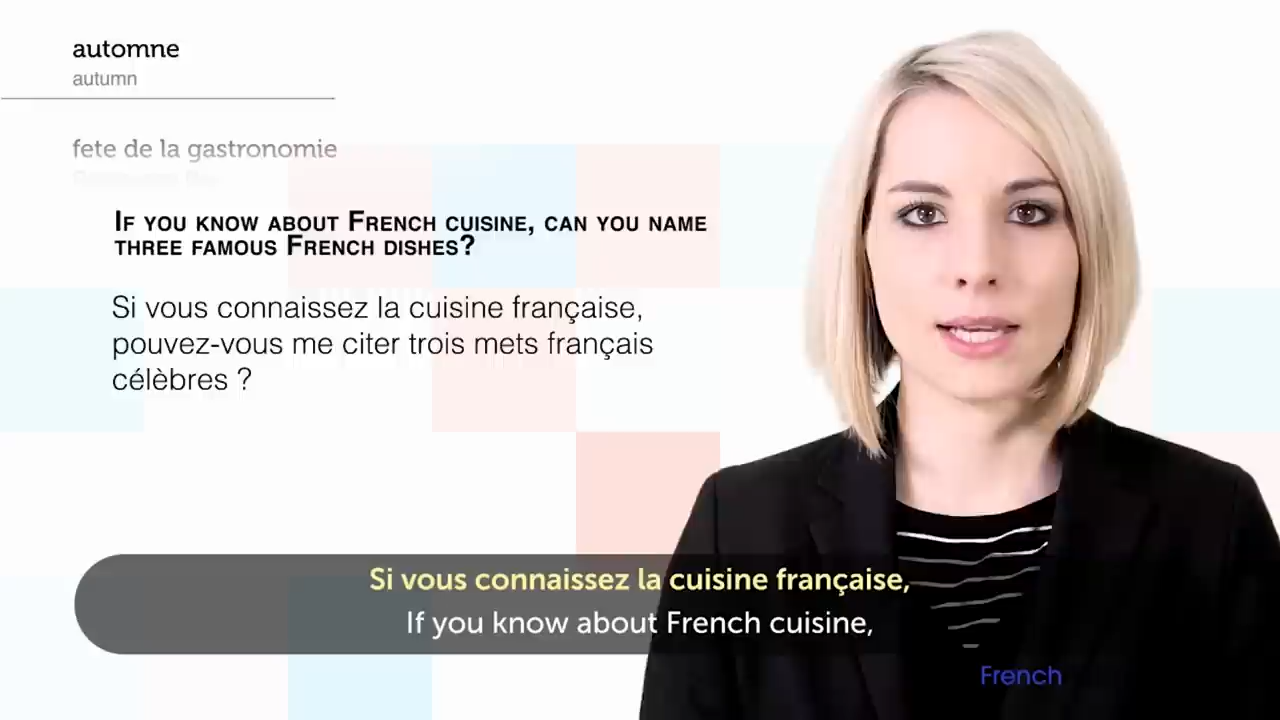 automne
autumn
fete de la gastronomie
If you know about French cuisine, can you name
three famous French dishes?
Si vous connaissez la cuisine française,
pouvez-vous me citer trois mets français
célèbres ?
Si vous connaissez la cuisine française,
If you know about French cuisine,
French